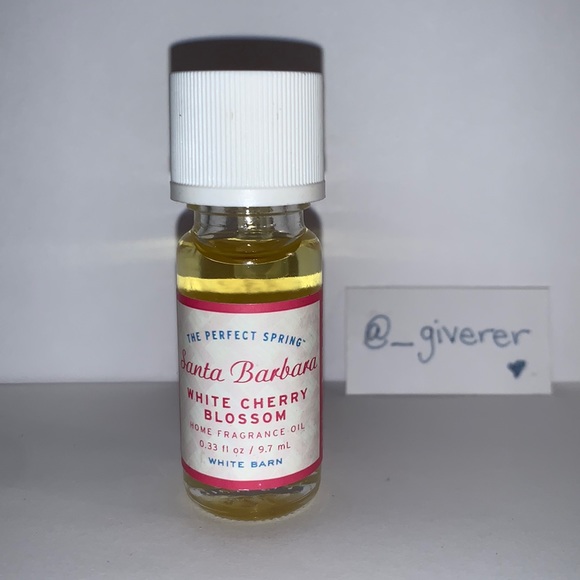 THE PERFECT SPRING™
Santa Barbara
WHITE CHERRY
BLOSSOM
HOME FRAGRANCE OIL
0.33 fl oz / 9.7 mL
WHITE BARN
@_giverer